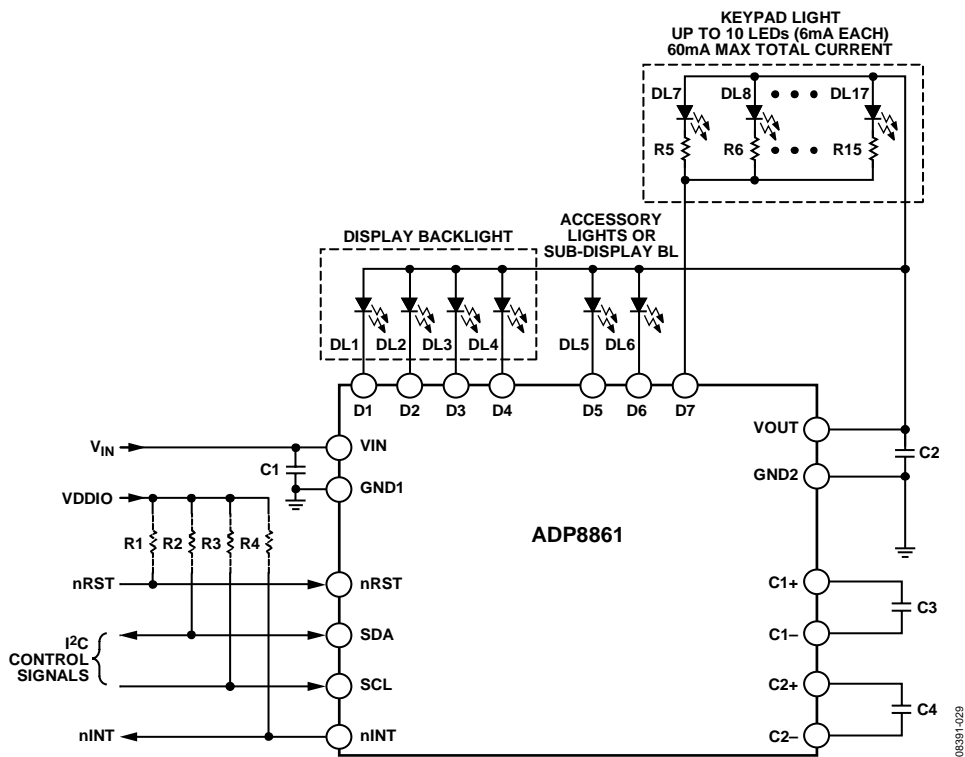 KEYPAD LIGHT
UP TO 10 LEDs (6mA EACH)
60mA MAX TOTAL CURRENT
DL7 DL8 • • • DL17
R5 R6 • • • R15
ACCESSORY
LIGHTS OR
SUB-DISPLAY BL
DISPLAY BACKLIGHT
DL1 DL2 DL3 DL4 DL5 DL6
D1 D2 D3 D4 D5 D6 D7
VIN VIN
C1
GND1
VOUT
C2
GND2
VDDIO
R1 R2 R3 R4
ADP8861
nRST nRST
C1+
C3
C1–
I2C
CONTROL
SIGNALS
SDA
SCL
C2+
C4
C2–
nINT nINT
08391-029